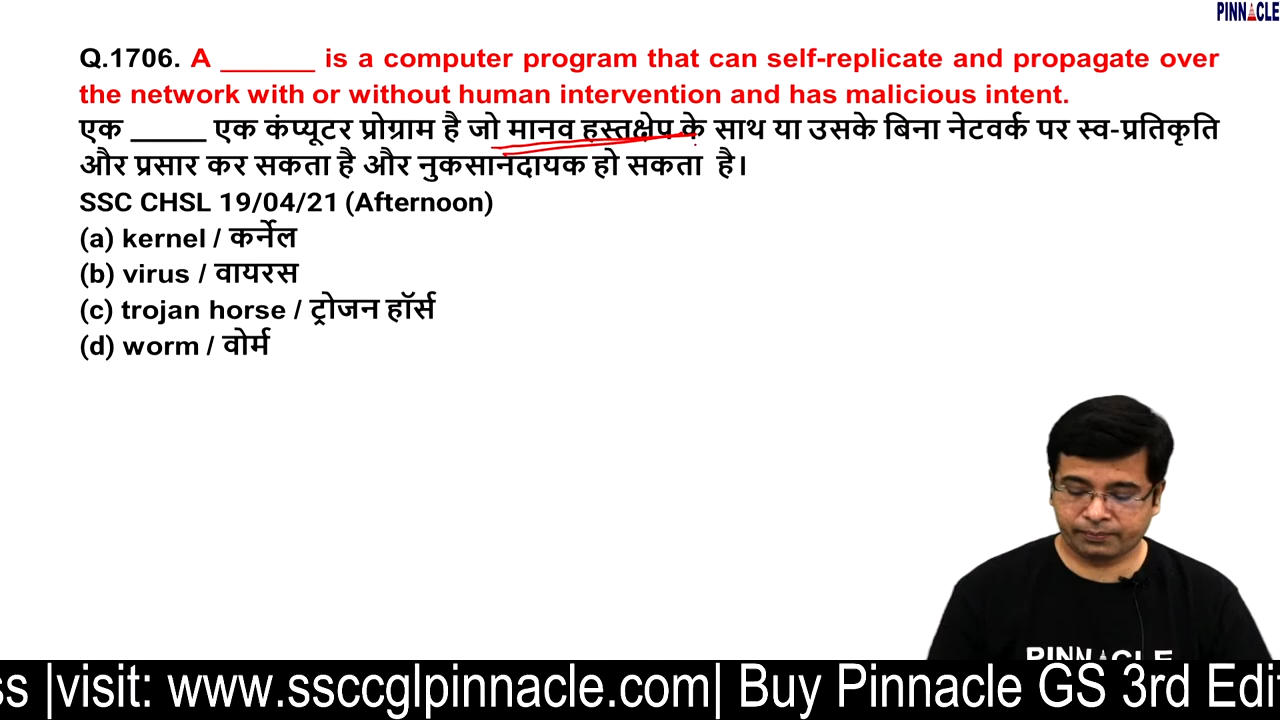 PINNACLE
Q.1706. A ______ is a computer program that can self-replicate and propagate over
the network with or without human intervention and has malicious intent.
एक _____ एक कंप्यूटर प्रोग्राम है जो मानव हस्तक्षेप के साथ या उसके बिना नेटवर्क पर स्व-प्रतिकृति
और प्रसार कर सकता है और नुकसानदायक हो सकता है।
SSC CHSL 19/04/21 (Afternoon)
(a) kernel / कर्नेल
(b) virus / वायरस
(c) trojan horse / ट्रोजन हॉर्स
(d) worm / वोर्म
PINNACLE
ss |visit: www.ssccglpinnacle.com| Buy Pinnacle GS 3rd Edit